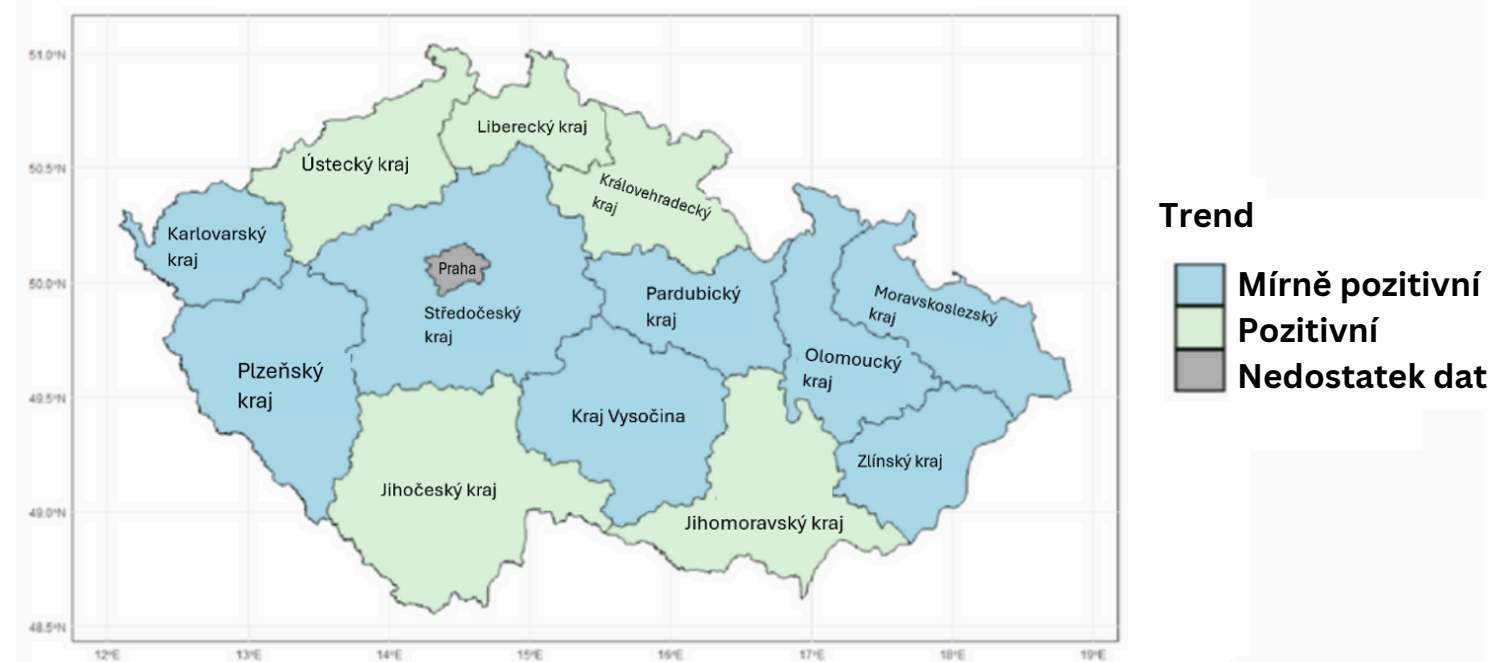 51.0°N
50.5°N
50.0°N
49.5°N
49.0°N
48.5°N
12°E
13°E
14°E
15°E
16°E
17°E
18°E
19°E
Liberecký kraj
Ústecký kraj
Královehradecký
kraj
Karlovarský
kraj
Praha
Středočeský
kraj
Pardubický
kraj
Moravskoslezský
kraj
Olomoucký
kraj
Plzeňský
kraj
Kraj Vysočina
Zlínský kraj
Jihočeský kraj
Jihomoravský kraj
Trend
Mírně pozitivní
Pozitivní
Nedostatek dat